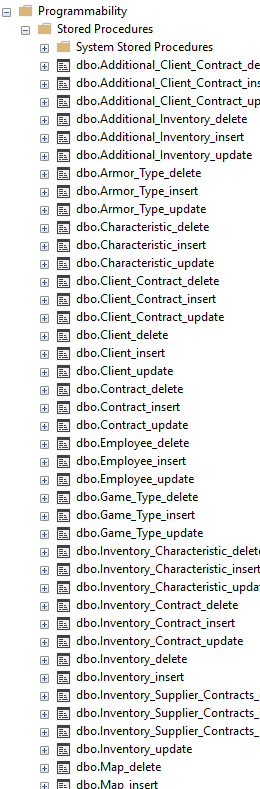 Programmability
Stored Procedures
System Stored Procedures
dbo.Additional_Client_Contract_de
dbo.Additional_Client_Contract_ins
dbo.Additional_Client_Contract_up
dbo.Additional_Inventory_delete
dbo.Additional_Inventory_insert
dbo.Additional_Inventory_update
dbo.Armor_Type_delete
dbo.Armor_Type_insert
dbo.Armor_Type_update
dbo.Characteristic_delete
dbo.Characteristic_insert
dbo.Characteristic_update
dbo.Client_Contract_delete
dbo.Client_Contract_insert
dbo.Client_Contract_update
dbo.Client_delete
dbo.Client_insert
dbo.Client_update
dbo.Contract_delete
dbo.Contract_insert
dbo.Contract_update
dbo.Employee_delete
dbo.Employee_insert
dbo.Employee_update
dbo.Game_Type_delete
dbo.Game_Type_insert
dbo.Game_Type_update
dbo.Inventory_Characteristic_delete
dbo.Inventory_Characteristic_insert
dbo.Inventory_Characteristic_upda
dbo.Inventory_Contract_delete
dbo.Inventory_Contract_insert
dbo.Inventory_Contract_update
dbo.Inventory_delete
dbo.Inventory_insert
dbo.Inventory_Supplier_Contracts_
dbo.Inventory_Supplier_Contracts_
dbo.Inventory_Supplier_Contracts_
dbo.Inventory_update
dbo.Map_delete
dbo.Map_insert